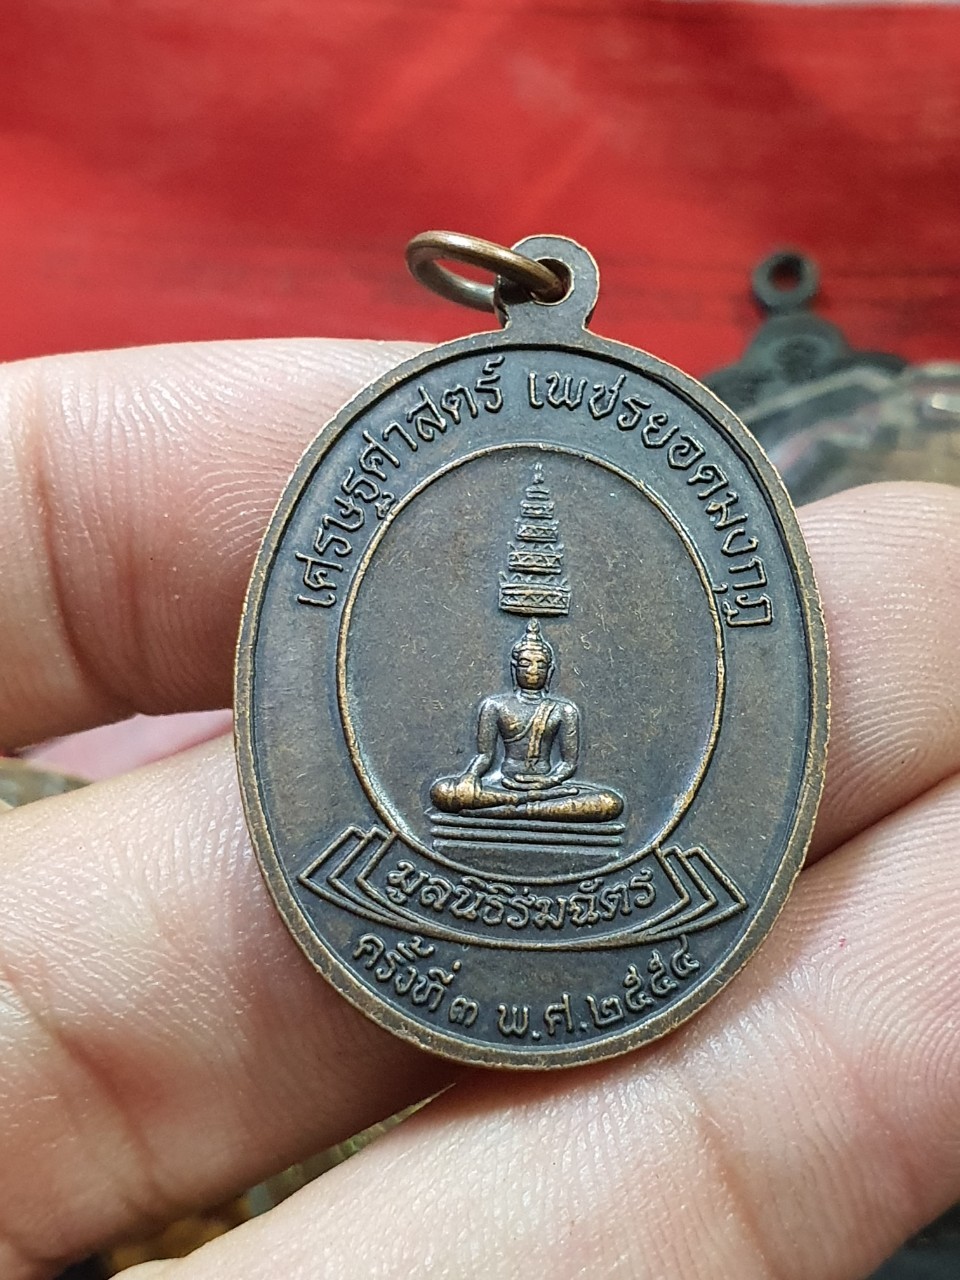 เศรษฐศาสตร์ เพชรยอดมงกุฎ
มูลนิธิร่มฉัตร
ครั้งที่ ๓ พ.ศ.๒๕๕๔